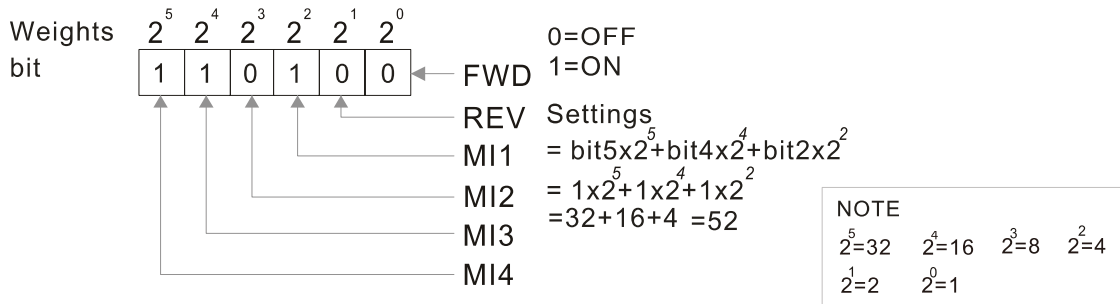 Weights 2^5 2^4 2^3 2^2 2^1 2^0
bit 1 1 0 1 0 0
0=OFF
1=ON
FWD
REV
MI1
MI2
MI3
MI4
Settings
= bit5x2^5+bit4x2^4+bit2x2^2
= 1x2^5+1x2^4+1x2^2
=32+16+4 =52
NOTE
2^5=32 2^4=16 2^3=8 2^2=4
2^1=2 2^0=1